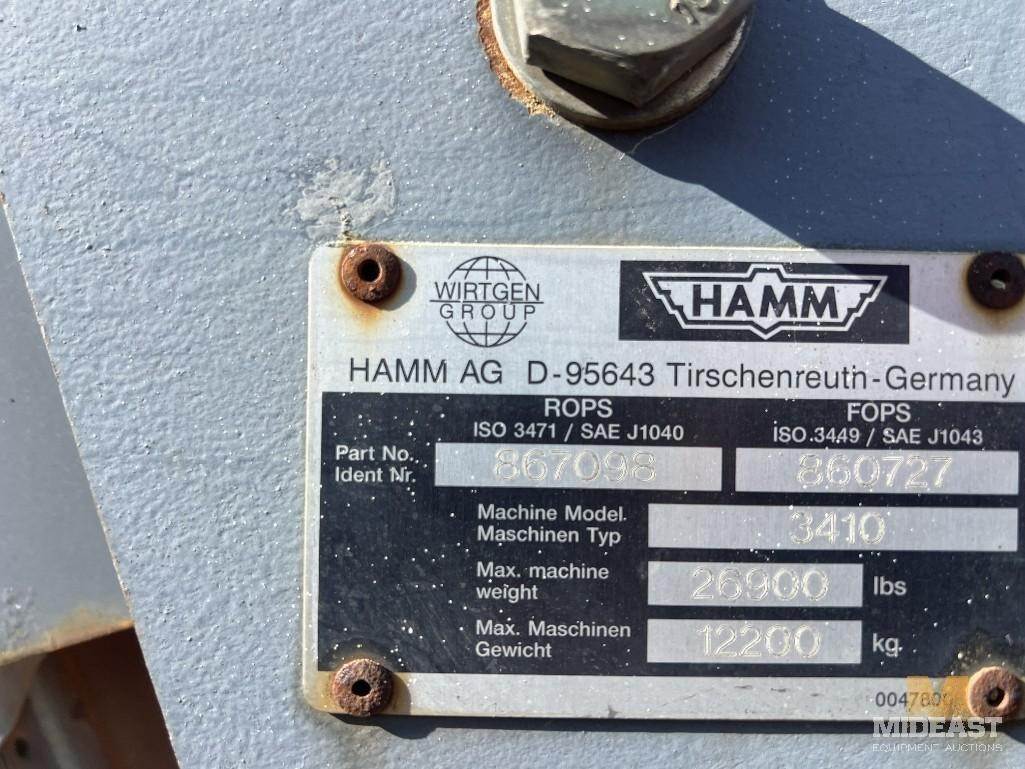 WIRTGEN
GROUP
HAMM
HAMM AG D-95643 Tirschenreuth-Germany
ROPS
ISO 3471 / SAE J1040
FOPS
ISO 3449 / SAE J1043
Part No.
Ident Nr.
867098
860727
Machine Model
Maschinen Typ
3410
Max. machine
weight
26900 lbs
Max. Maschinen
Gewicht
12200 kg
MIDEAST
EQUIPMENT AUCTIONS